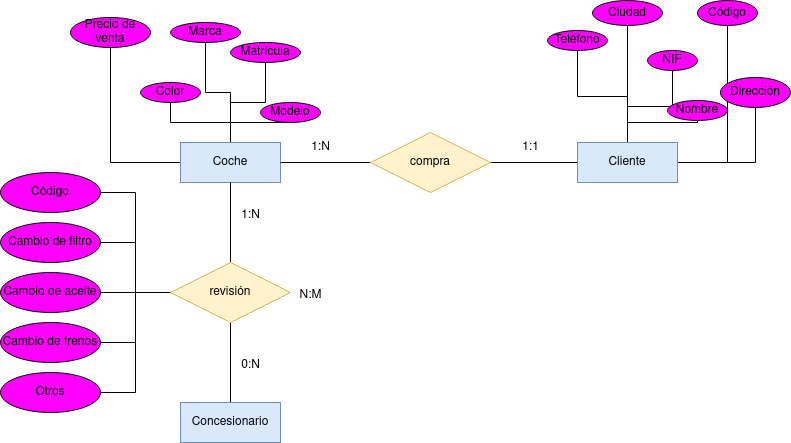 Ciudad
Código
Precio de
venta
Marca
Teléfono
Matrícula
NIF
Color
Dirección
Modelo
Nombre
1:N
1:1
Coche
compra
Cliente
Código
1:N
Cambio de filtro
Cambio de aceite
revisión
N:M
Cambio de frenos
0:N
Otros
Concesionario